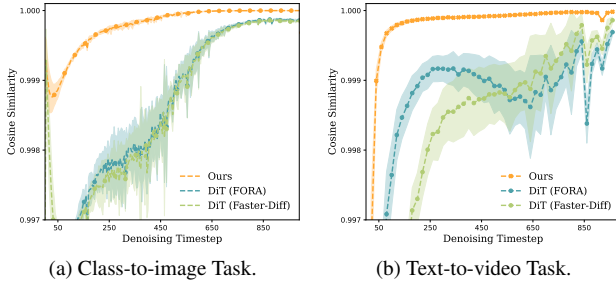 1.000
0.999
0.998
0.997
Cosine Similarity
50
250
450
650
850
Denoising Timestep
Ours
DiT (FORA)
DiT (Faster-Diff)
(a) Class-to-image Task.
1.000
0.999
0.998
0.997
Cosine Similarity
50
250
450
650
850
Denoising Timestep
Ours
DiT (FORA)
DiT (Faster-Diff)
(b) Text-to-video Task.